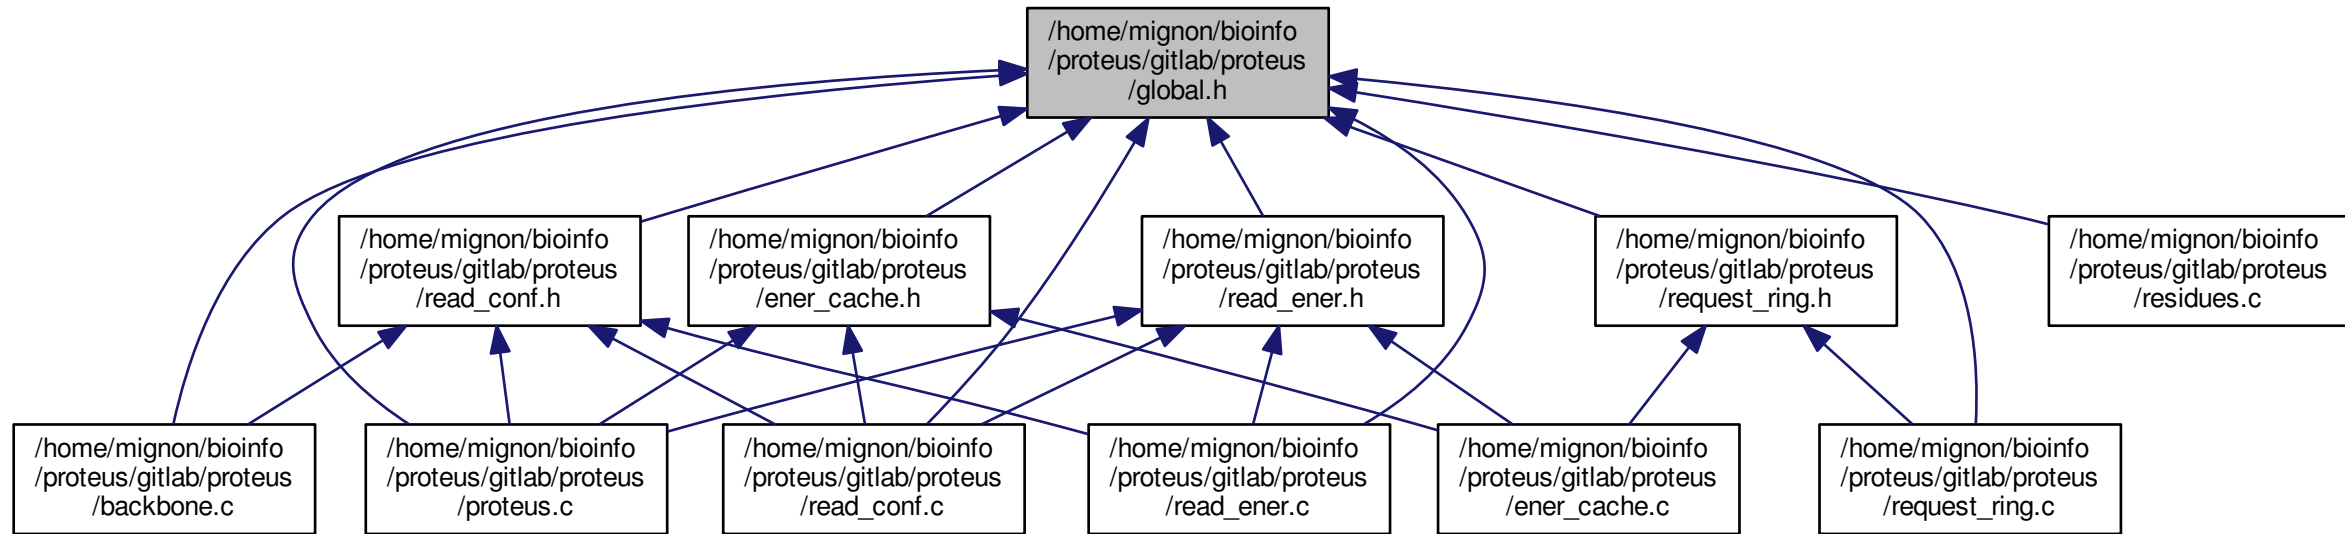 /home/mignon/bioinfo
/proteus/gitlab/proteus
/global.h
/home/mignon/bioinfo
/proteus/gitlab/proteus
/read_conf.h
/home/mignon/bioinfo
/proteus/gitlab/proteus
/ener_cache.h
/home/mignon/bioinfo
/proteus/gitlab/proteus
/read_ener.h
/home/mignon/bioinfo
/proteus/gitlab/proteus
/request_ring.h
/home/mignon/bioinfo
/proteus/gitlab/proteus
/residues.c
/home/mignon/bioinfo
/proteus/gitlab/proteus
/backbone.c
/home/mignon/bioinfo
/proteus/gitlab/proteus
/proteus.c
/home/mignon/bioinfo
/proteus/gitlab/proteus
/read_conf.c
/home/mignon/bioinfo
/proteus/gitlab/proteus
/read_ener.c
/home/mignon/bioinfo
/proteus/gitlab/proteus
/ener_cache.c
/home/mignon/bioinfo
/proteus/gitlab/proteus
/request_ring.c